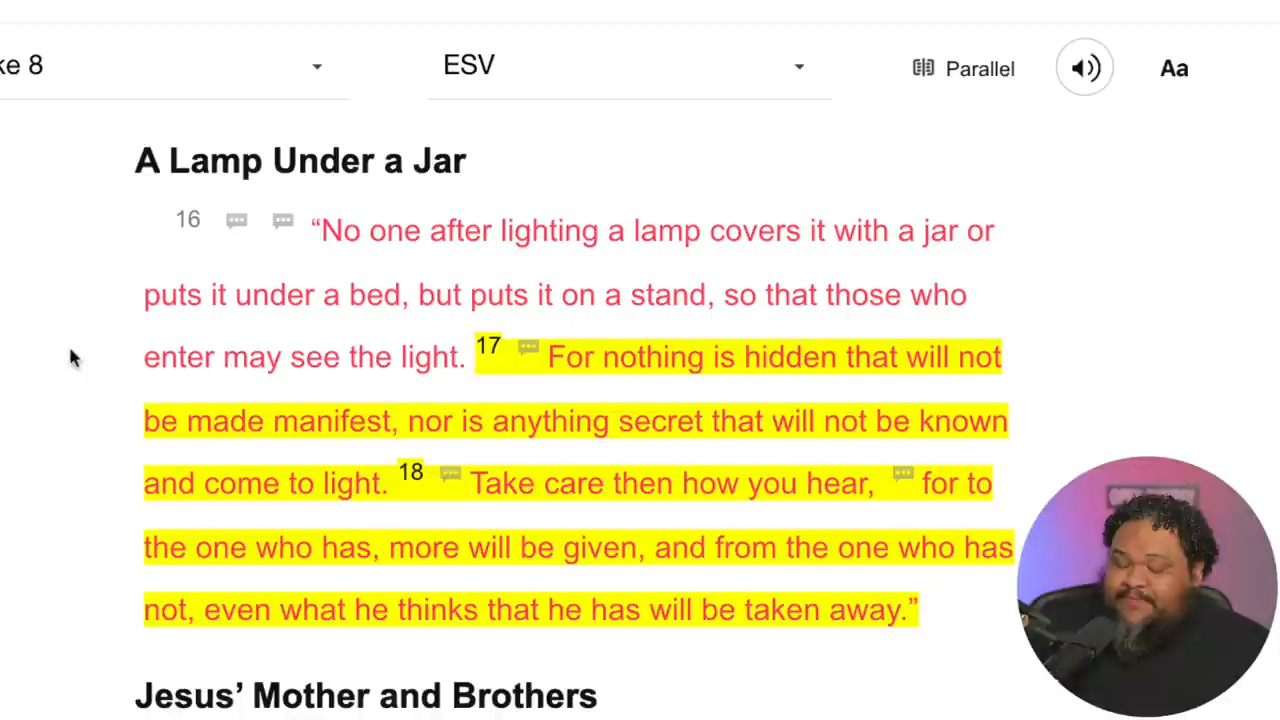 ke 8
ESV
Parallel
Aa
A Lamp Under a Jar
16 “No one after lighting a lamp covers it with a jar or
puts it under a bed, but puts it on a stand, so that those who
enter may see the light. 17 For nothing is hidden that will not
be made manifest, nor is anything secret that will not be known
and come to light. 18 Take care then how you hear, for to
the one who has, more will be given, and from the one who has
not, even what he thinks that he has will be taken away.”
Jesus’ Mother and Brothers